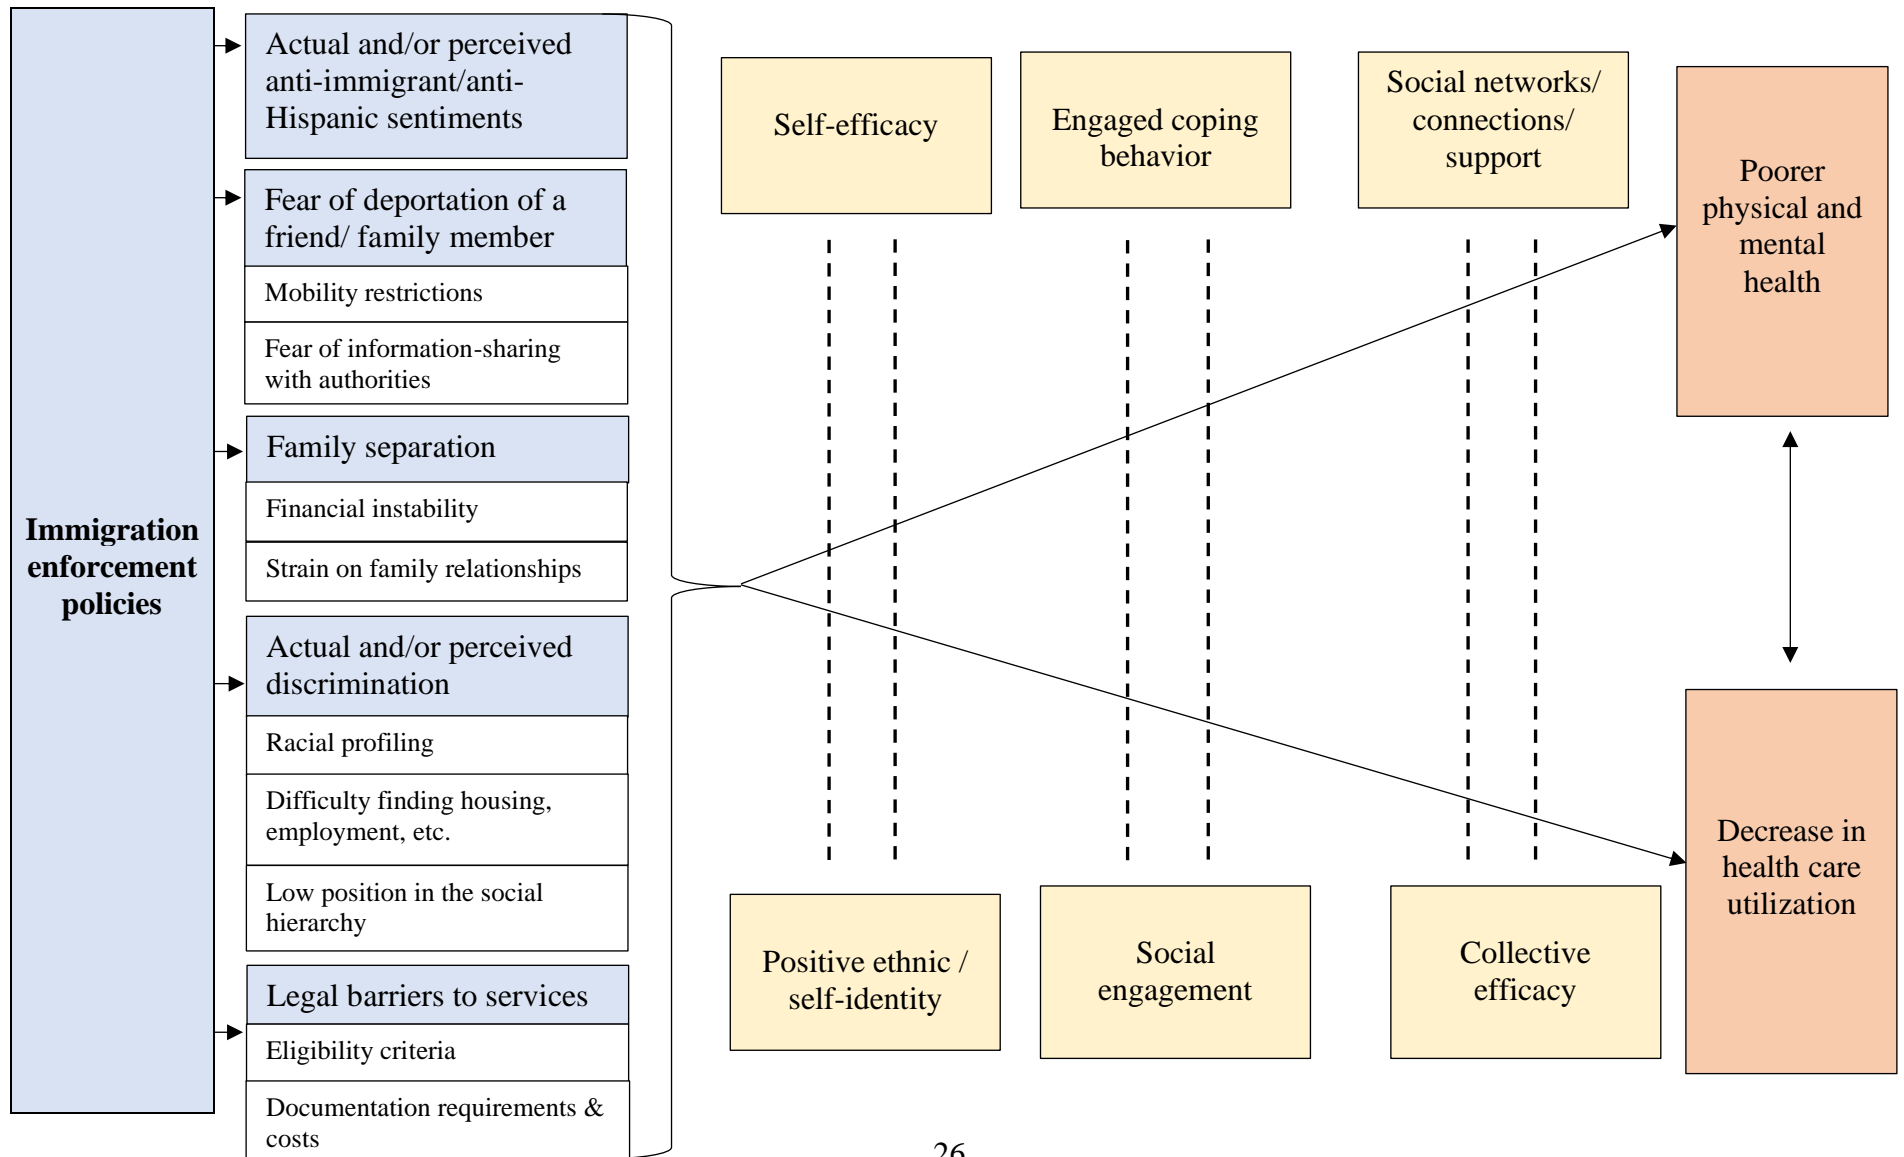 Immigration
enforcement
policies
Actual and/or perceived
anti-immigrant/anti-
Hispanic sentiments
Fear of deportation of a
friend/ family member
Mobility restrictions
Fear of information-sharing
with authorities
Family separation
Financial instability
Strain on family relationships
Actual and/or perceived
discrimination
Racial profiling
Difficulty finding housing,
employment, etc.
Low position in the social
hierarchy
Legal barriers to services
Eligibility criteria
Documentation requirements &
costs
Self-efficacy
Engaged coping
behavior
Social networks/
connections/
support
Positive ethnic /
self-identity
Social
engagement
Collective
efficacy
Poorer
physical and
mental
health
Decrease in
health care
utilization
26